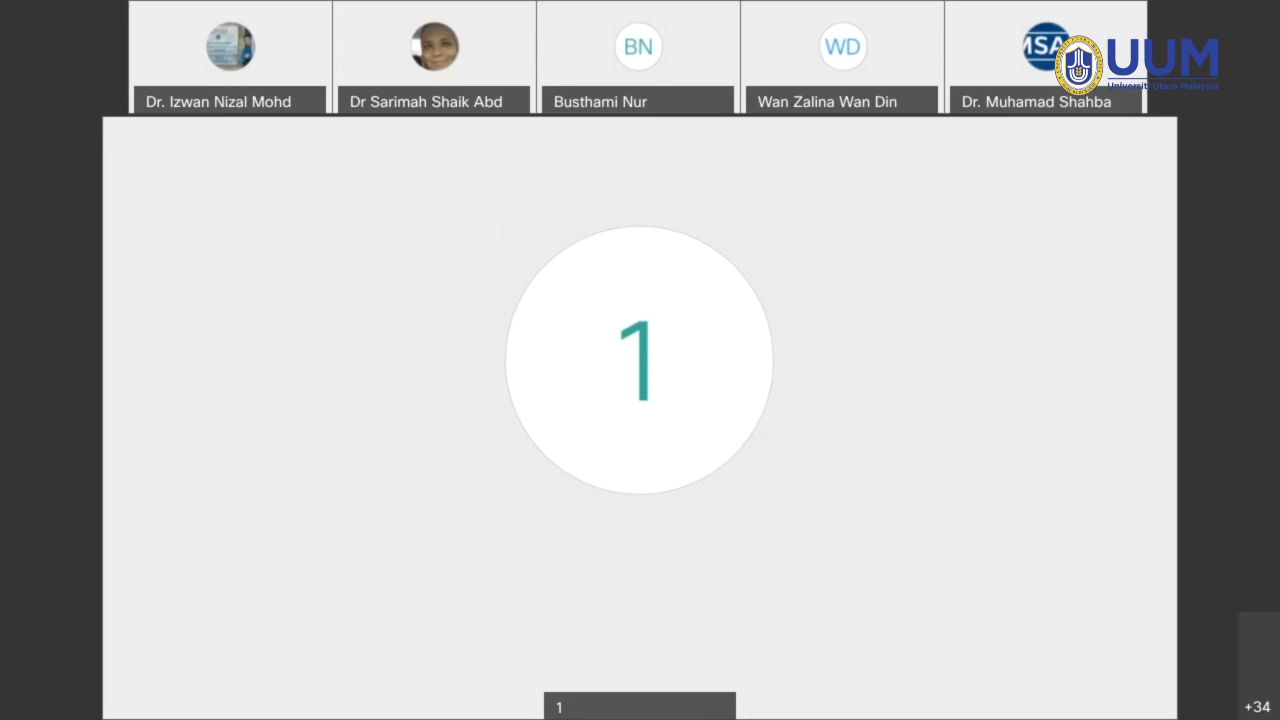 BN
WD
MSA
UUM
Universiti Utara Malaysia
Dr. Izwan Nizal Mohd
Dr Sarimah Shaik Abd
Busthami Nur
Wan Zalina Wan Din
Dr. Muhamad Shahba
1
1
+34